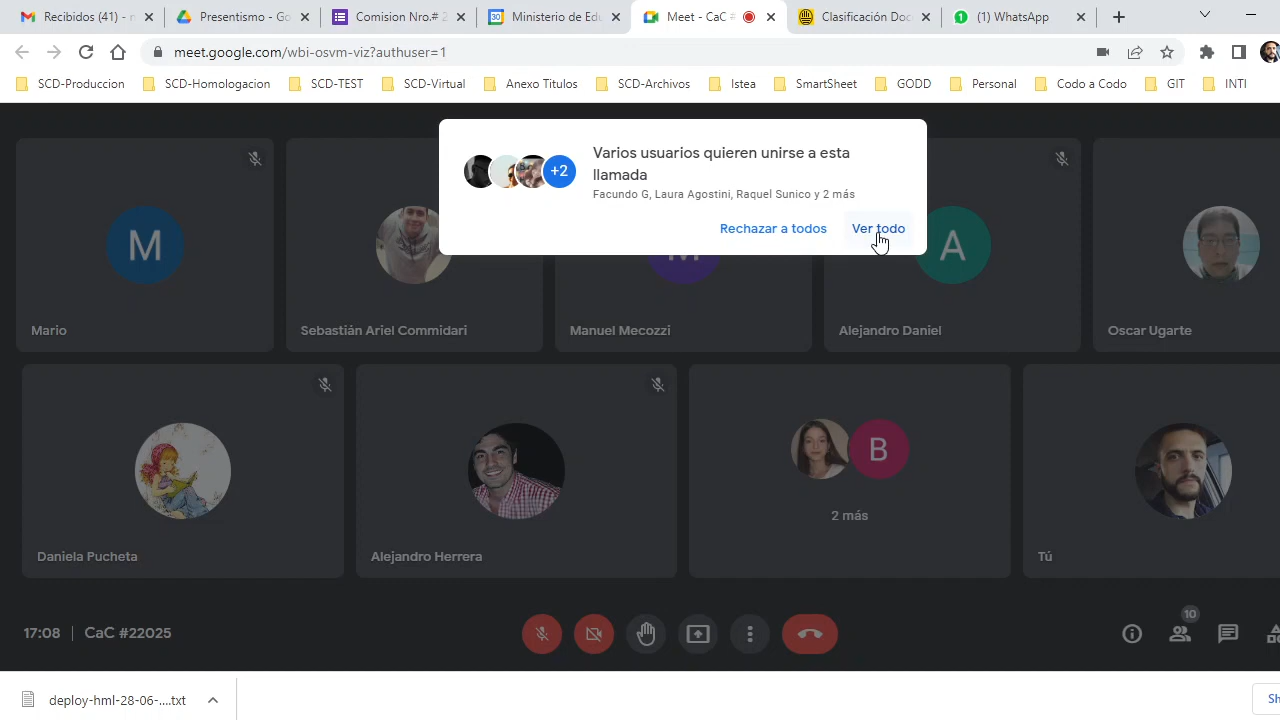 Recibidos (41) - m
Presentismo - Go
Comision Nro.# 2
Ministerio de Edu
Meet - CaC #
Clasificación Doc
(1) WhatsApp
meet.google.com/wbi-osvm-viz?authuser=1
SCD-Produccion
SCD-Homologacion
SCD-TEST
SCD-Virtual
Anexo Titulos
SCD-Archivos
Istea
SmartSheet
GODD
Personal
Codo a Codo
GIT
INTI
+2
Varios usuarios quieren unirse a esta
llamada
Facundo G, Laura Agostini, Raquel Sunico y 2 más
Rechazar a todos
Ver todo
M
M
A
Mario
Sebastián Ariel Commidari
Manuel Mecozzi
Alejandro Daniel
Oscar Ugarte
B
2 más
Daniela Pucheta
Alejandro Herrera
Tú
17:08 | CaC #22025
10
deploy-hml-28-06-....txt
Sh